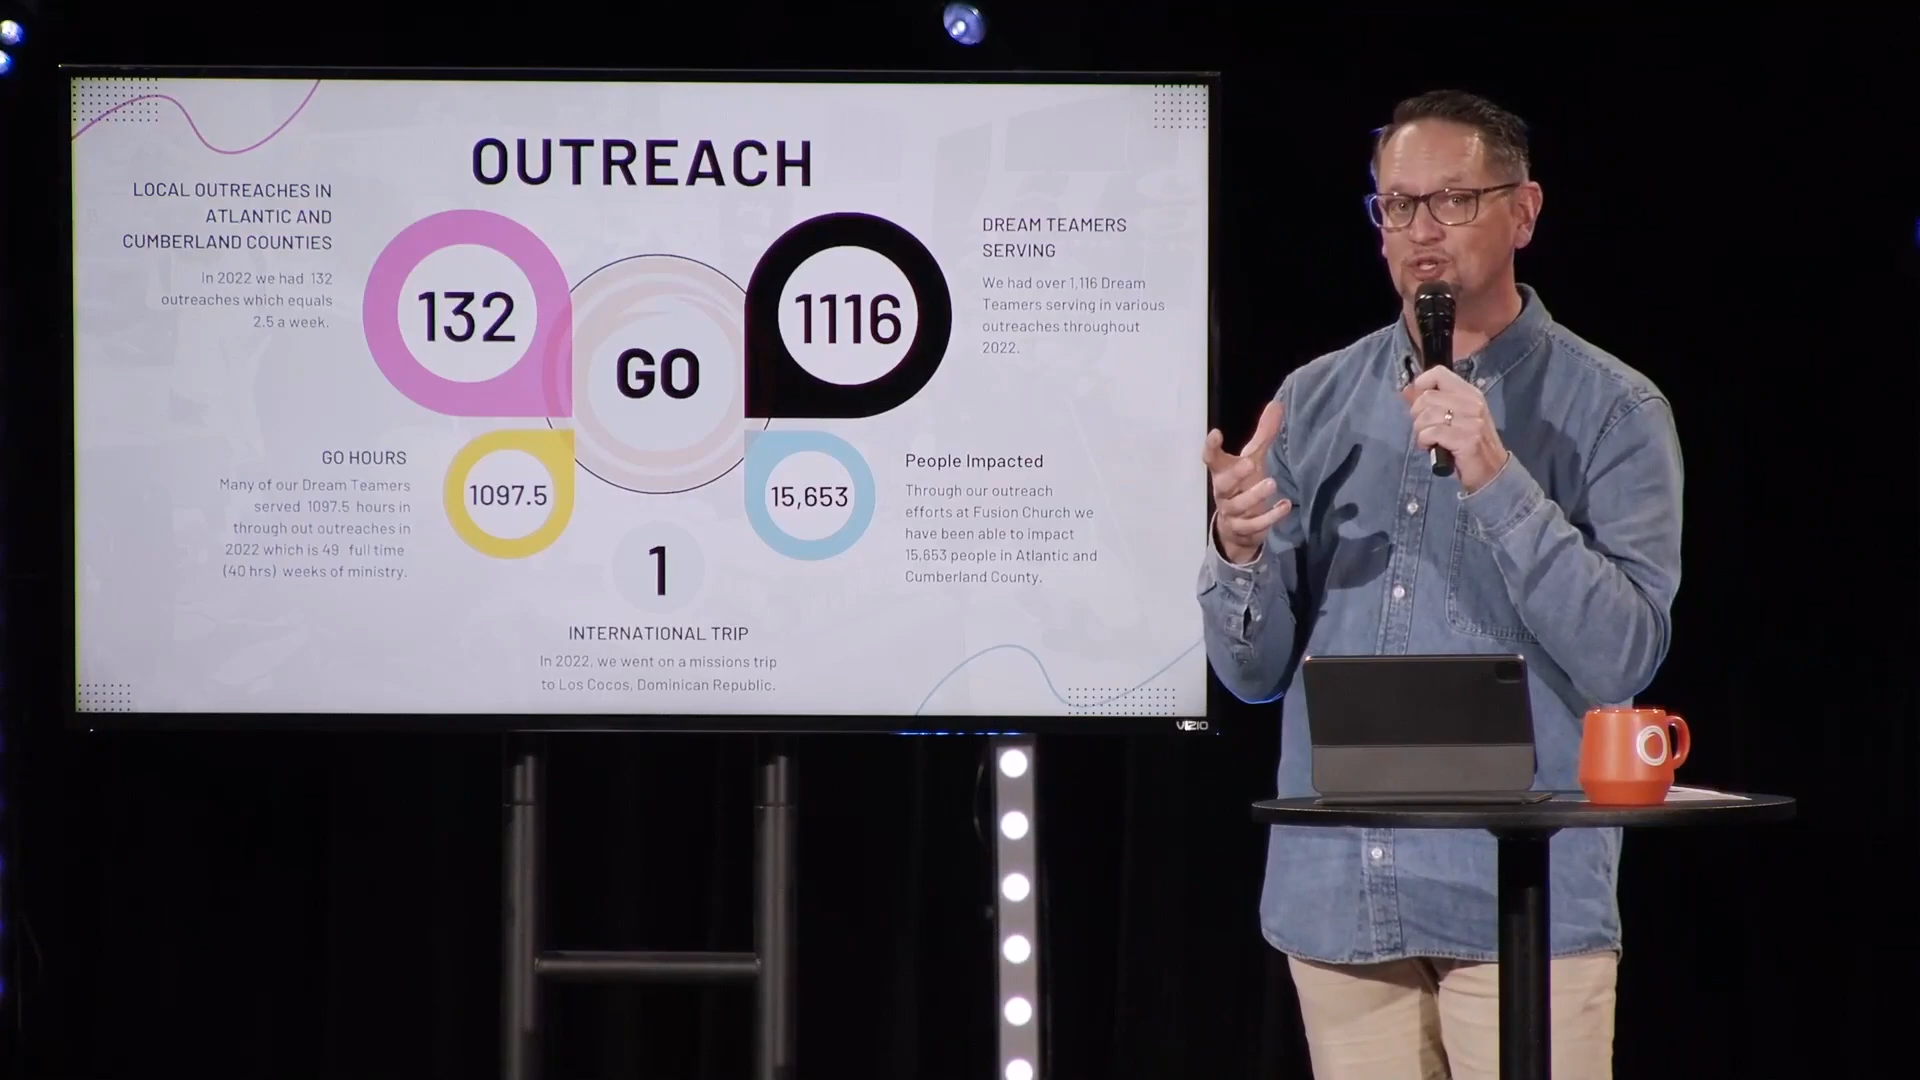 OUTREACH
LOCAL OUTREACHES IN
ATLANTIC AND
CUMBERLAND COUNTIES
In 2022 we had 132
outreaches which equals
2.5 a week.
132
GO
1116
DREAM TEAMERS
SERVING
We had over 1,116 Dream
Teamers serving in various
outreaches throughout
2022.
GO HOURS
Many of our Dream Teamers
served 1097.5 hours in
through out outreaches in
2022 which is 49 full time
(40 hrs) weeks of ministry.
1097.5
15,653
People Impacted
Through our outreach
efforts at Fusion Church we
have been able to impact
15,653 people in Atlantic and
Cumberland County.
1
INTERNATIONAL TRIP
In 2022, we went on a missions trip
to Los Cocos, Dominican Republic.
VIZIO